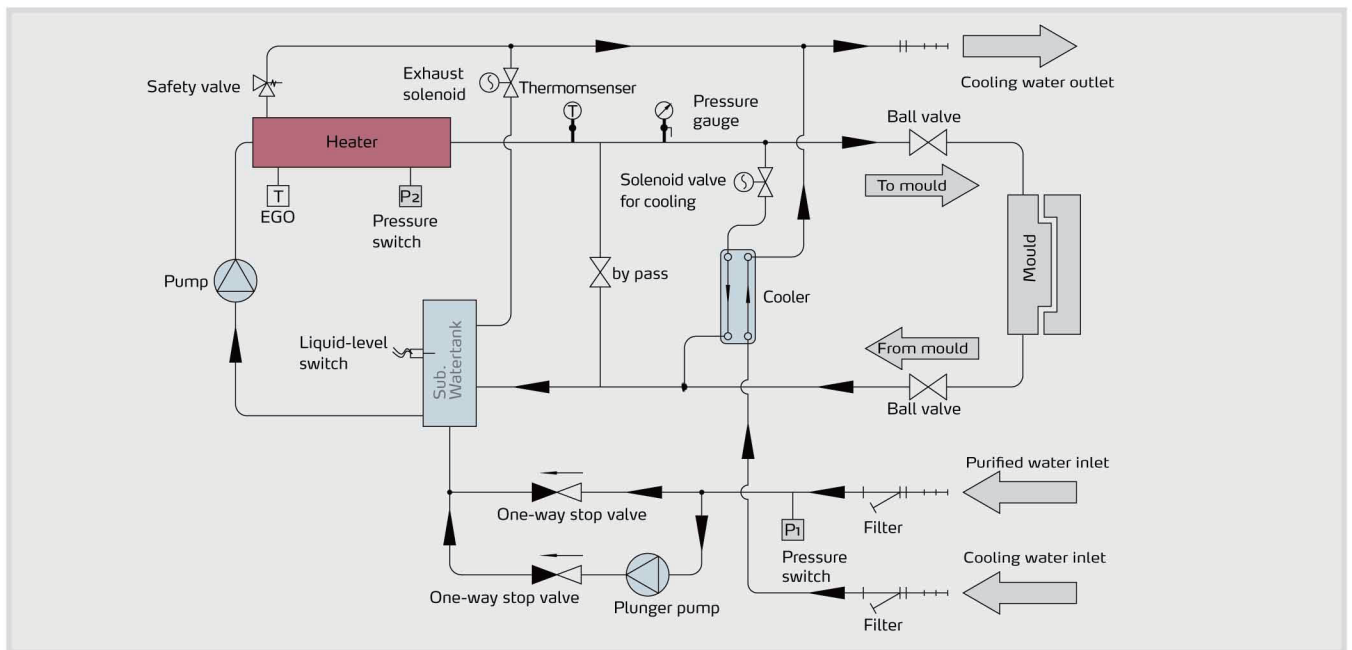 Safety valve
Exhaust
solenoid
Thermomsenser
Pressure
gauge
Cooling water outlet
Ball valve
Heater
T
T
EGO
P2
Pressure
switch
Solenoid valve
for cooling
To mould
Mould
Pump
by pass
Cooler
Liquid-level
switch
Sub.
Watertank
From mould
Ball valve
Purified water inlet
One-way stop valve
Filter
P1
Pressure
switch
Cooling water inlet
One-way stop valve
Plunger pump
Filter